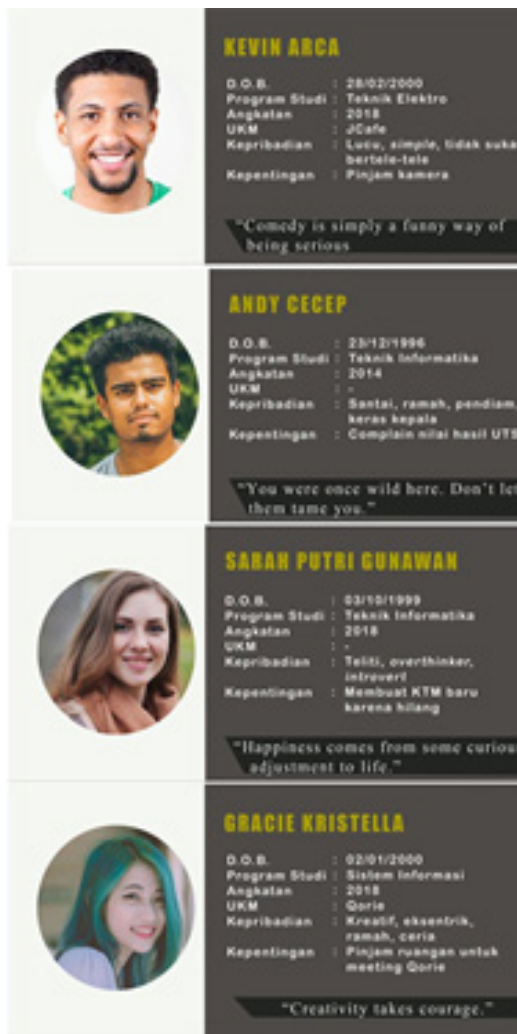 KEVIN ARCA
D.O.B. : 28/02/2000
Program Studi : Teknik Elektro
Angkatan : 2018
UKM : JCafe
Kepribadian : Lucu, simple, tidak suka
bertele-tele
Kepentingan : Pinjam kamera
"Comedy is simply a funny way of
being serious
ANDY CECEP
D.O.B. : 23/12/1996
Program Studi : Teknik Informatika
Angkatan : 2014
UKM : -
Kepribadian : Santai, ramah, pendiam,
keras kepala
Kepentingan : Complain nilai hasil UTS
"You were once wild here. Don't let
them tame you."
SARAH PUTRI GUNAWAN
D.O.B. : 03/10/1999
Program Studi : Teknik Informatika
Angkatan : 2018
UKM : -
Kepribadian : Teliti, overthinker,
introvert
Kepentingan : Membuat KTM baru
karena hilang
"Happiness comes from some curious
adjustment to life."
GRACIE KRISTELLA
D.O.B. : 02/01/2000
Program Studi : Sistem Informasi
Angkatan : 2018
UKM : Qorie
Kepribadian : Kreatif, eksentrik,
ramah, ceria
Kepentingan : Pinjam ruangan untuk
meeting Qorie
"Creativity takes courage."